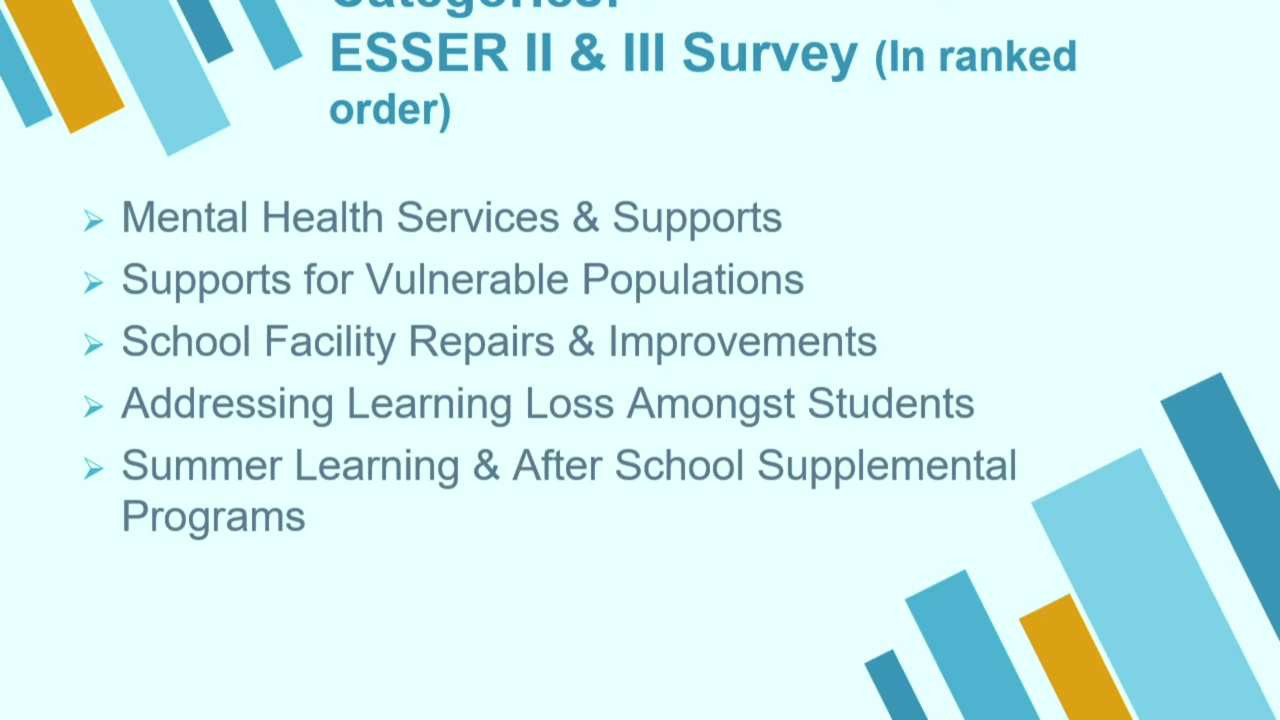 Categories:
ESSER II & III Survey (In ranked
order)
Mental Health Services & Supports
Supports for Vulnerable Populations
School Facility Repairs & Improvements
Addressing Learning Loss Amongst Students
Summer Learning & After School Supplemental
Programs